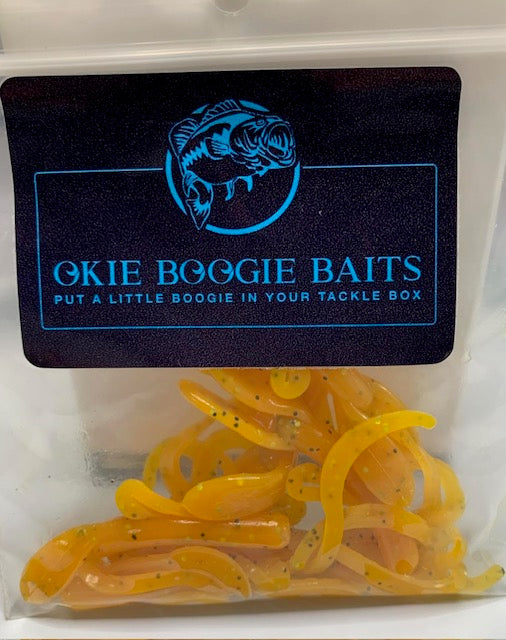 OKIE BOOGIE BAITS
PUT A LITTLE BOOGIE IN YOUR TACKLE BOX